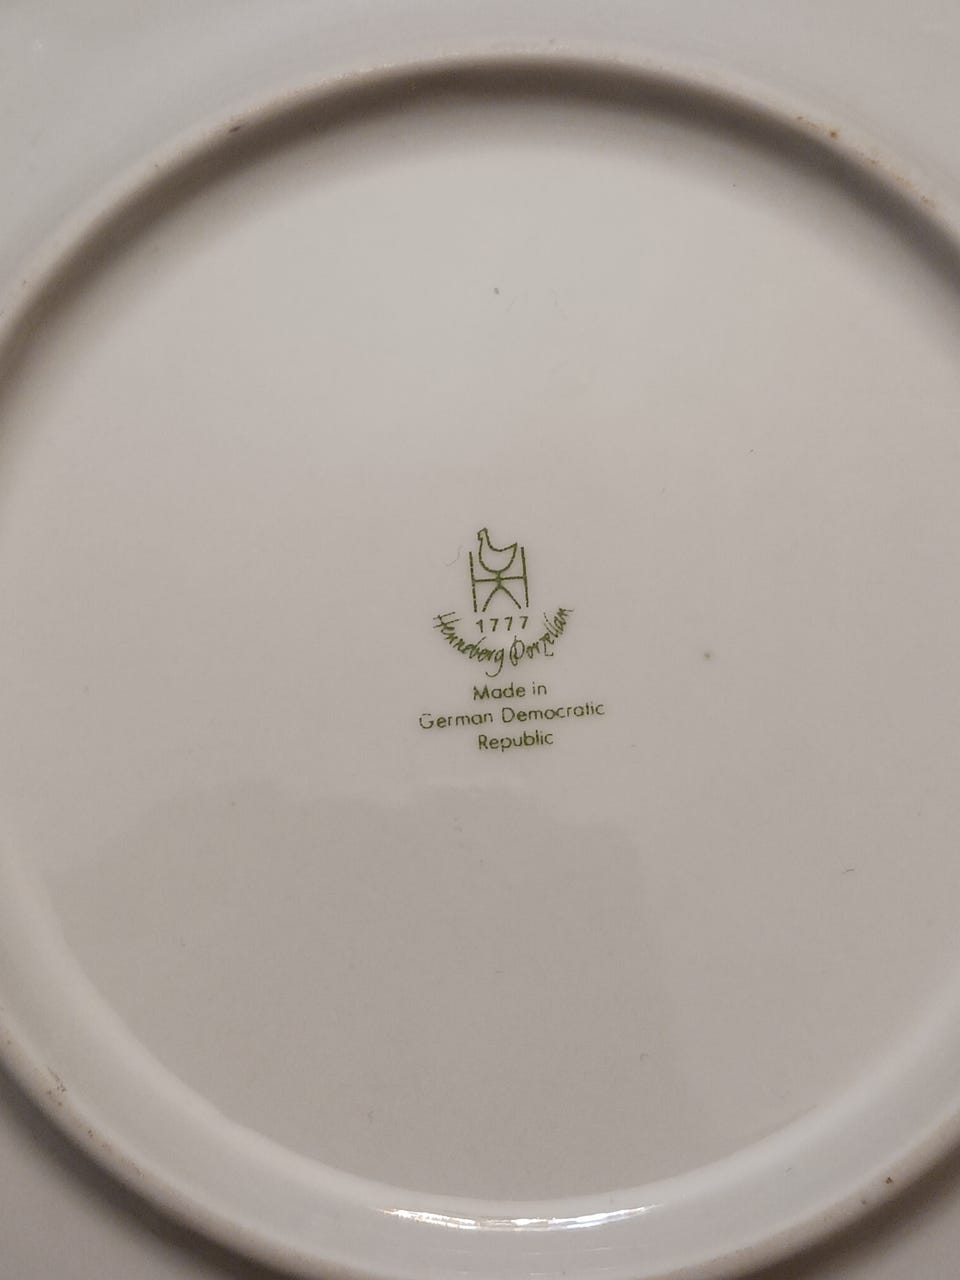 1777
Henneberg Porzellan
Made in
German Democratic
Republic